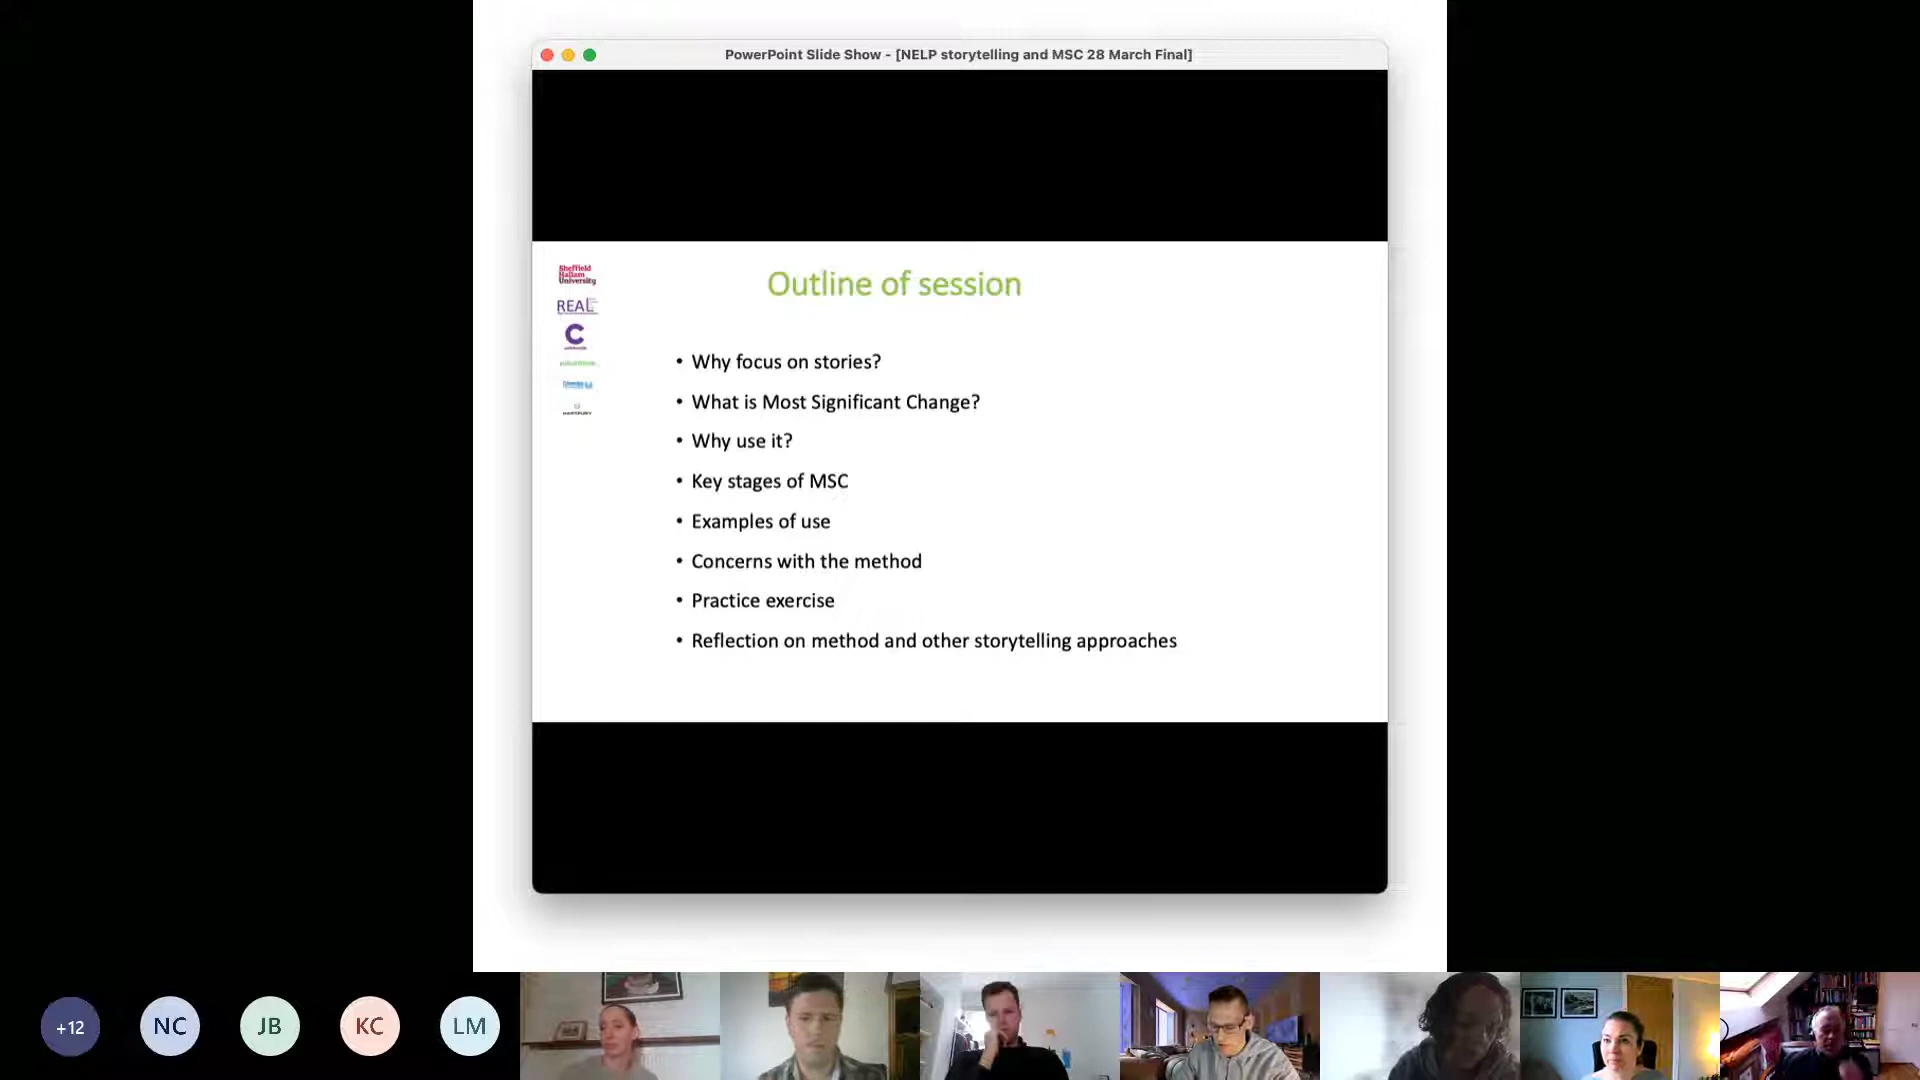 PowerPoint Slide Show - [NELP storytelling and MSC 28 March Final]
Sheffield
Hallam
University
REAL
C
Outline of session
• Why focus on stories?
• What is Most Significant Change?
• Why use it?
• Key stages of MSC
• Examples of use
• Concerns with the method
• Practice exercise
• Reflection on method and other storytelling approaches
+12
NC
JB
KC
LM